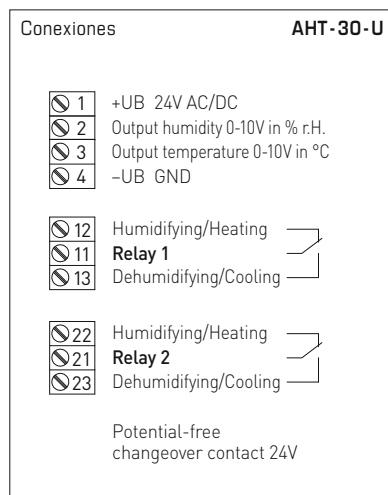 Conexiones AHT-30-U
1 +UB 24V AC/DC
2 Output humidity 0-10V in % r.H.
3 Output temperature 0-10V in °C
4 –UB GND
12 Humidifying/Heating
11 Relay 1
13 Dehumidifying/Cooling
22 Humidifying/Heating
21 Relay 2
23 Dehumidifying/Cooling
Potential-free
changeover contact 24V